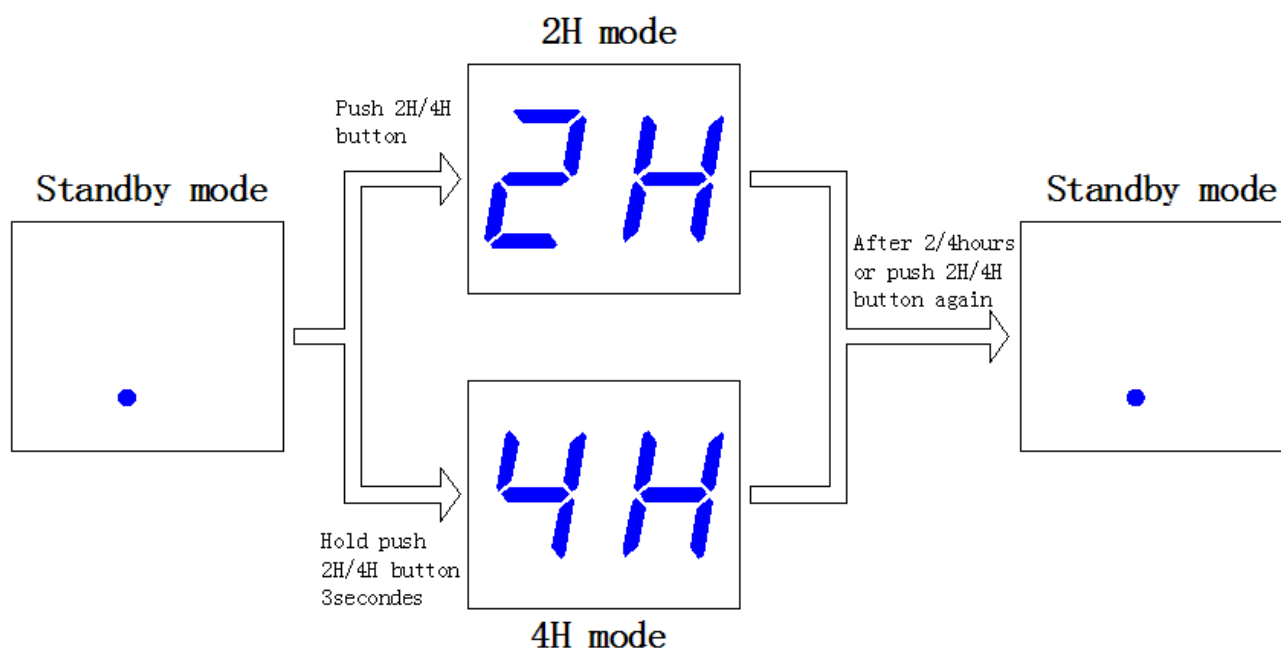 2H mode
Push 2H/4H
button
2H
Standby mode
Standby mode
After 2/4hours
or push 2H/4H
button again
4H
Hold push
2H/4H button
3secondes
4H mode